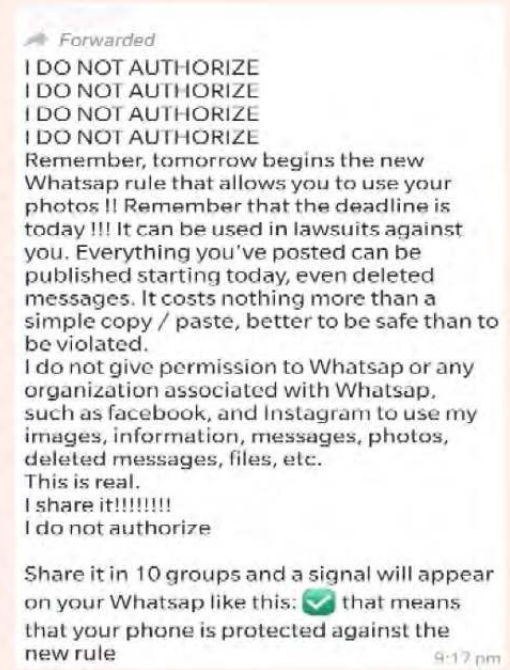 Forwarded
I DO NOT AUTHORIZE
I DO NOT AUTHORIZE
I DO NOT AUTHORIZE
I DO NOT AUTHORIZE
Remember, tomorrow begins the new
Whatsap rule that allows you to use your
photos !! Remember that the deadline is
today !!! It can be used in lawsuits against
you. Everything you've posted can be
published starting today, even deleted
messages. It costs nothing more than a
simple copy / paste, better to be safe than to
be violated.
I do not give permission to Whatsap or any
organization associated with Whatsap,
such as facebook, and Instagram to use my
images, information, messages, photos,
deleted messages, files, etc.
This is real.
I share it!!!!!!!!
I do not authorize
Share it in 10 groups and a signal will appear
on your Whatsap like this: ✅ that means
that your phone is protected against the
new rule
9:17 pm